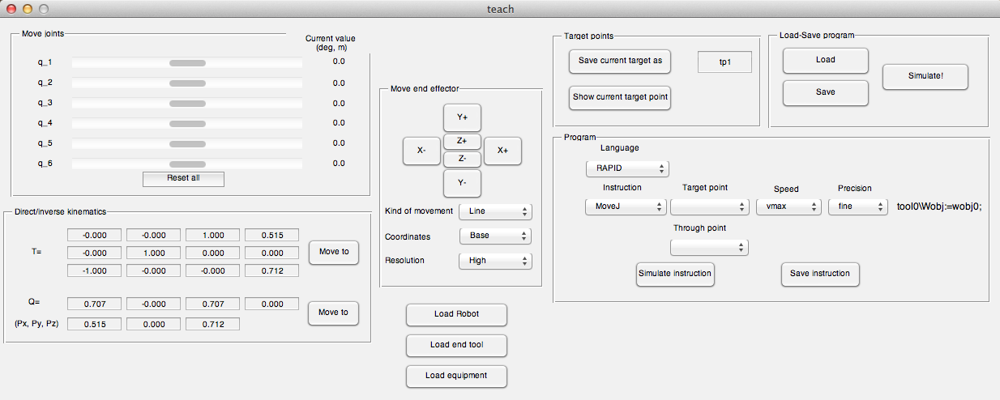 teach
Move joints
Current value
(deg, m)
q_1 0.0
q_2 0.0
q_3 0.0
q_4 0.0
q_5 0.0
q_6 0.0
Reset all
Direct/inverse kinematics
T=
-0.000 -0.000 1.000 0.515
-0.000 1.000 0.000 0.000
-1.000 -0.000 -0.000 0.712
Move to
Q= 0.707 -0.000 0.707 0.000
Move to
(Px, Py, Pz) 0.515 0.000 0.712
Move end effector
Y+
X- Z+ X+
Z-
Y-
Kind of movement Line
Coordinates Base
Resolution High
Load Robot
Load end tool
Load equipment
Target points
Save current target as tp1
Show current target point
Load-Save program
Load
Save
Simulate!
Program
Language
RAPID
Instruction Target point Speed Precision
MoveJ vmax fine tool0\Wobj:=wobj0;
Through point
Simulate instruction Save instruction